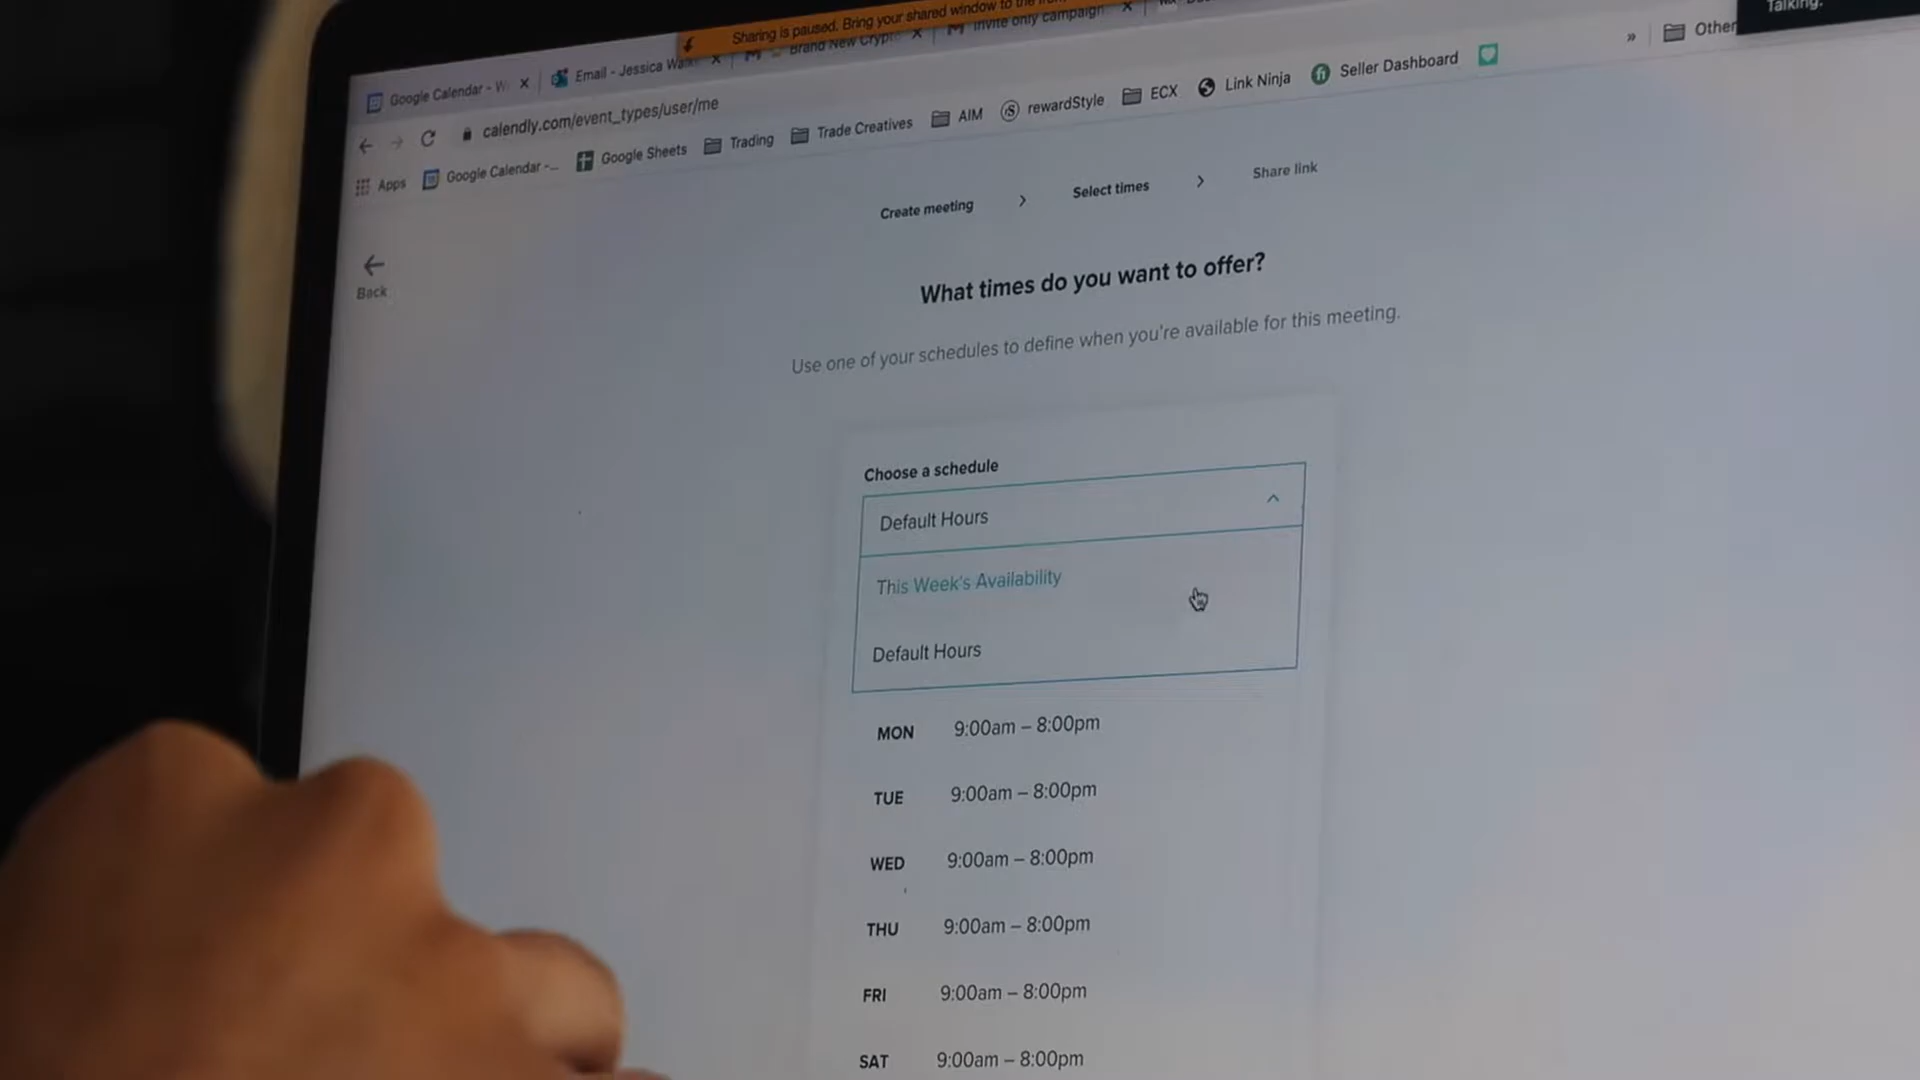 Sharing is paused. Bring your shared window to the
Talking:
Google Calendar - W
Email - Jessica
Brand New Crypt
Invite only campaign
calendly.com/event_types/user/me
Other
Apps
Google Calendar -...
Google Sheets
Trading
Trade Creatives
AIM
rewardStyle
ECX
Link Ninja
Seller Dashboard
»
Create meeting > Select times > Share link
Back
What times do you want to offer?
Use one of your schedules to define when you're available for this meeting.
Choose a schedule
Default Hours
This Week's Availability
Default Hours
MON 9:00am – 8:00pm
TUE 9:00am – 8:00pm
WED 9:00am – 8:00pm
THU 9:00am – 8:00pm
FRI 9:00am – 8:00pm
SAT 9:00am – 8:00pm